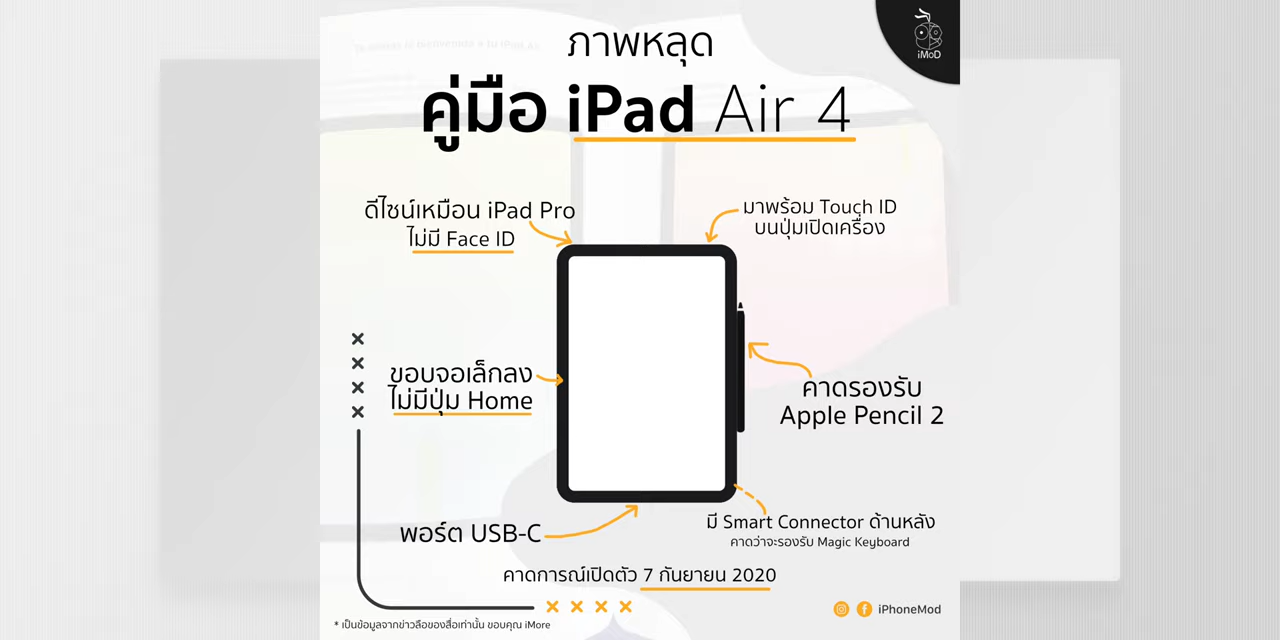 iMoD
ภาพหลุด
คู่มือ iPad Air 4
ดีไซน์เหมือน iPad Pro
ไม่มี Face ID
มาพร้อม Touch ID
บนปุ่มเปิดเครื่อง
ขอบจอเล็กลง
ไม่มีปุ่ม Home
คาดรองรับ
Apple Pencil 2
พอร์ต USB-C
มี Smart Connector ด้านหลัง
คาดว่าจะรองรับ Magic Keyboard
คาดการณ์เปิดตัว 7 กันยายน 2020
iPhoneMod
* เป็นข้อมูลจากข่าวลือของสื่อเท่านั้น ขอบคุณ iMore